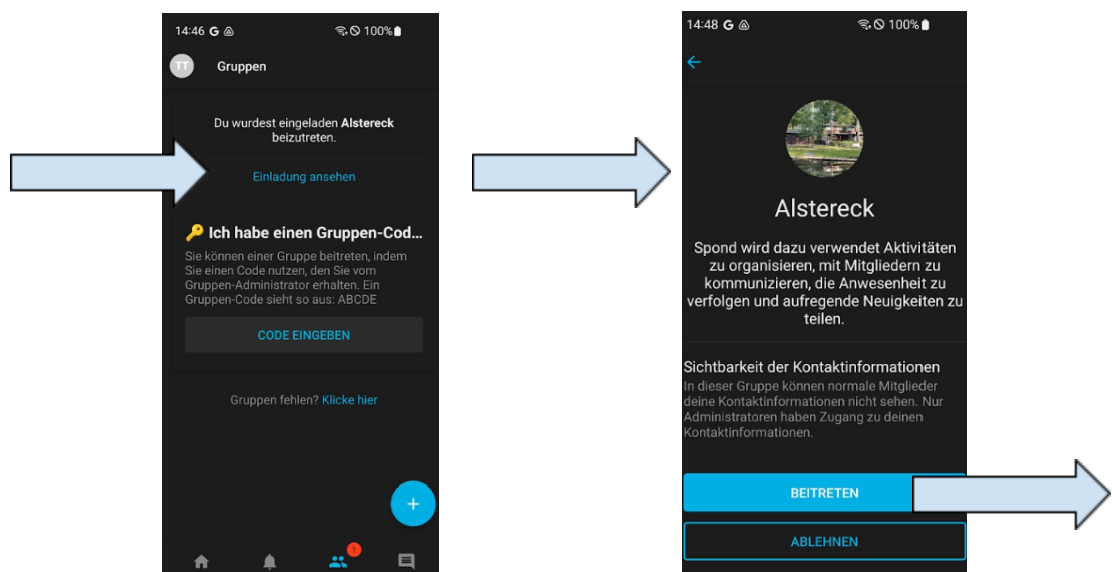 14:46 G 100%
TT Gruppen
Du wurdest eingeladen Alstereck
beizutreten.
Einladung ansehen
🔑 Ich habe einen Gruppen-Cod...
Sie können einer Gruppe beitreten, indem
Sie einen Code nutzen, den Sie vom
Gruppen-Administrator erhalten. Ein
Gruppen-Code sieht so aus: ABCDE
CODE EINGEBEN
Gruppen fehlen? Klicke hier
+
1
14:48 G 100%
Alstereck
Spond wird dazu verwendet Aktivitäten
zu organisieren, mit Mitgliedern zu
kommunizieren, die Anwesenheit zu
verfolgen und aufregende Neuigkeiten zu
teilen.
Sichtbarkeit der Kontaktinformationen
In dieser Gruppe können normale Mitglieder
deine Kontaktinformationen nicht sehen. Nur
Administratoren haben Zugang zu deinen
Kontaktinformationen.
BEITRETEN
ABLEHNEN